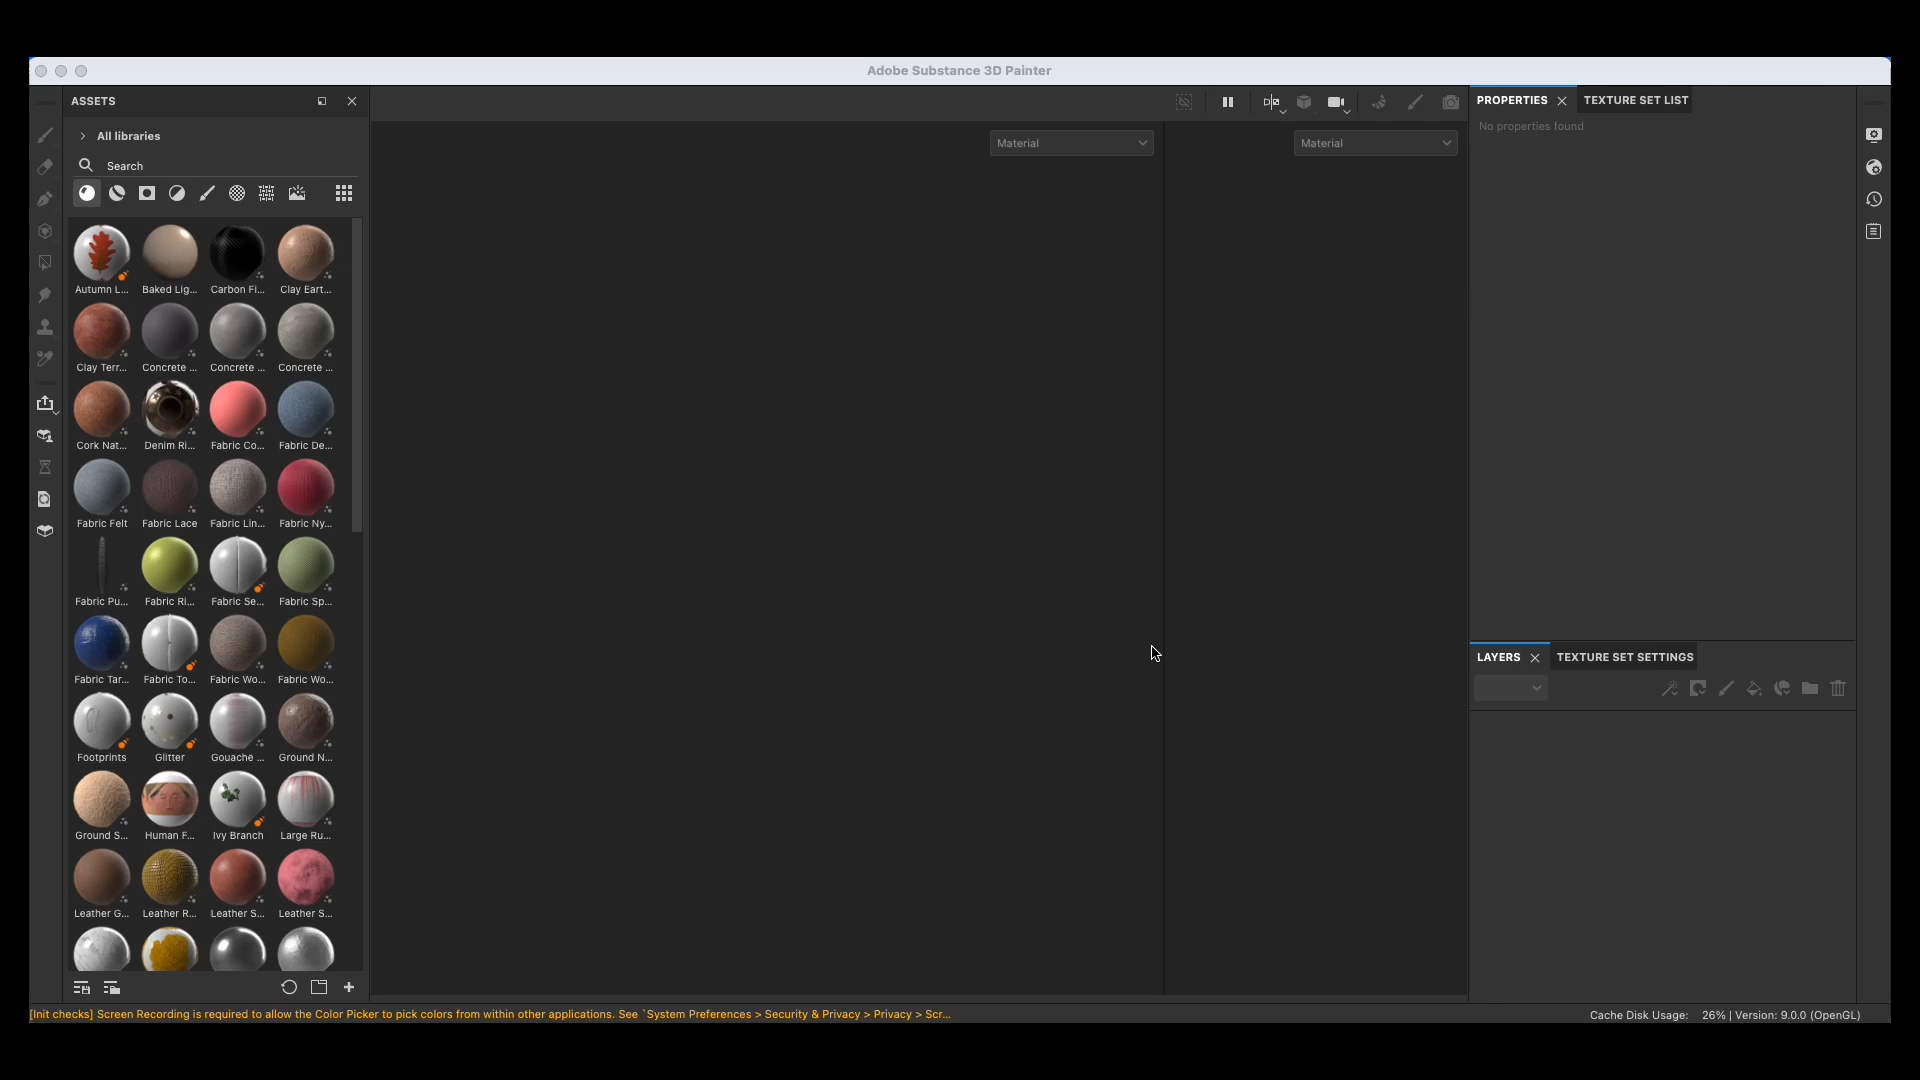 Adobe Substance 3D Painter
ASSETS
All libraries
Search
Autumn L...
Baked Lig...
Carbon Fi...
Clay Eart...
Clay Terr...
Concrete ...
Concrete ...
Concrete ...
Cork Nat...
Denim Ri...
Fabric Co...
Fabric De...
Fabric Felt
Fabric Lace
Fabric Lin...
Fabric Ny...
Fabric Pu...
Fabric Ri...
Fabric Se...
Fabric Sp...
Fabric Tar...
Fabric To...
Fabric Wo...
Fabric Wo...
Footprints
Glitter
Gouache ...
Ground N...
Ground S...
Human F...
Ivy Branch
Large Ru...
Leather G...
Leather R...
Leather S...
Leather S...
Material
Material
PROPERTIES
TEXTURE SET LIST
No properties found
LAYERS
TEXTURE SET SETTINGS
[Init checks] Screen Recording is required to allow the Color Picker to pick colors from within other applications. See `System Preferences > Security & Privacy > Privacy > Scr...
Cache Disk Usage: 26% | Version: 9.0.0 (OpenGL)